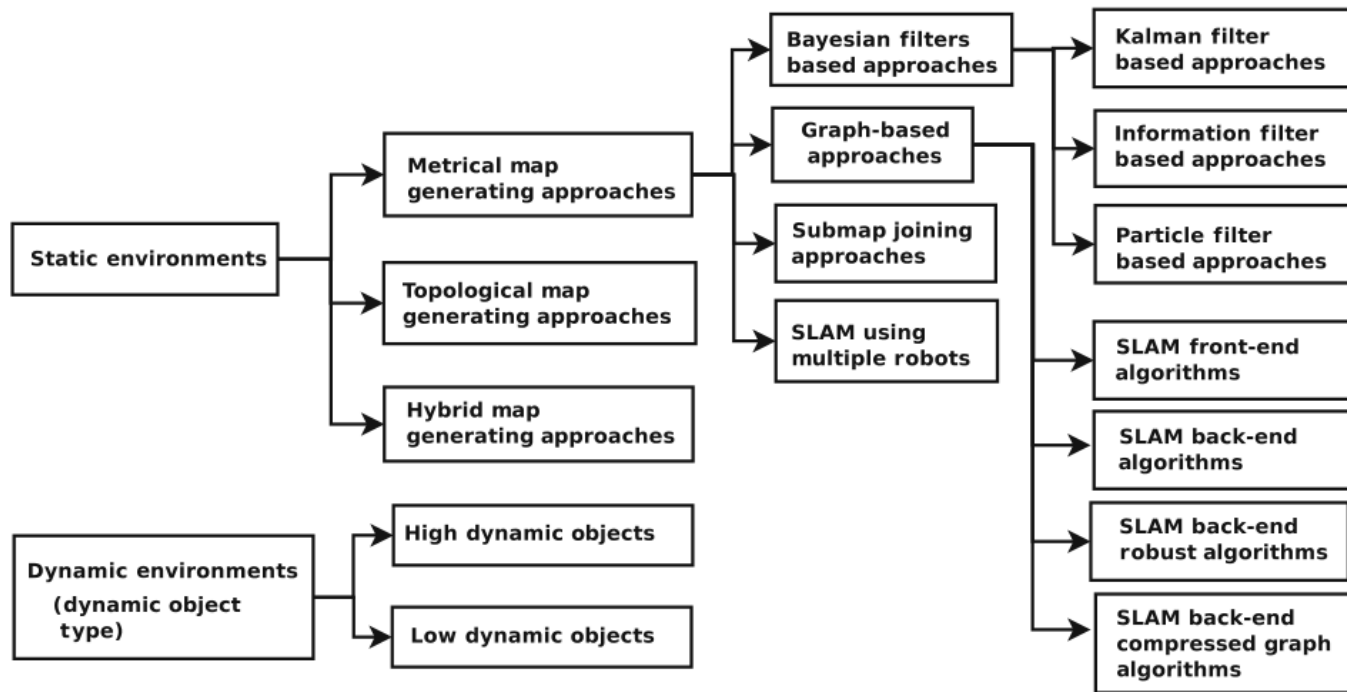 Static environments
Metrical map
generating approaches
Topological map
generating approaches
Hybrid map
generating approaches
Bayesian filters
based approaches
Graph-based
approaches
Submap joining
approaches
SLAM using
multiple robots
Kalman filter
based approaches
Information filter
based approaches
Particle filter
based approaches
SLAM front-end
algorithms
SLAM back-end
algorithms
SLAM back-end
robust algorithms
SLAM back-end
compressed graph
algorithms
Dynamic environments
(dynamic object
type)
High dynamic objects
Low dynamic objects